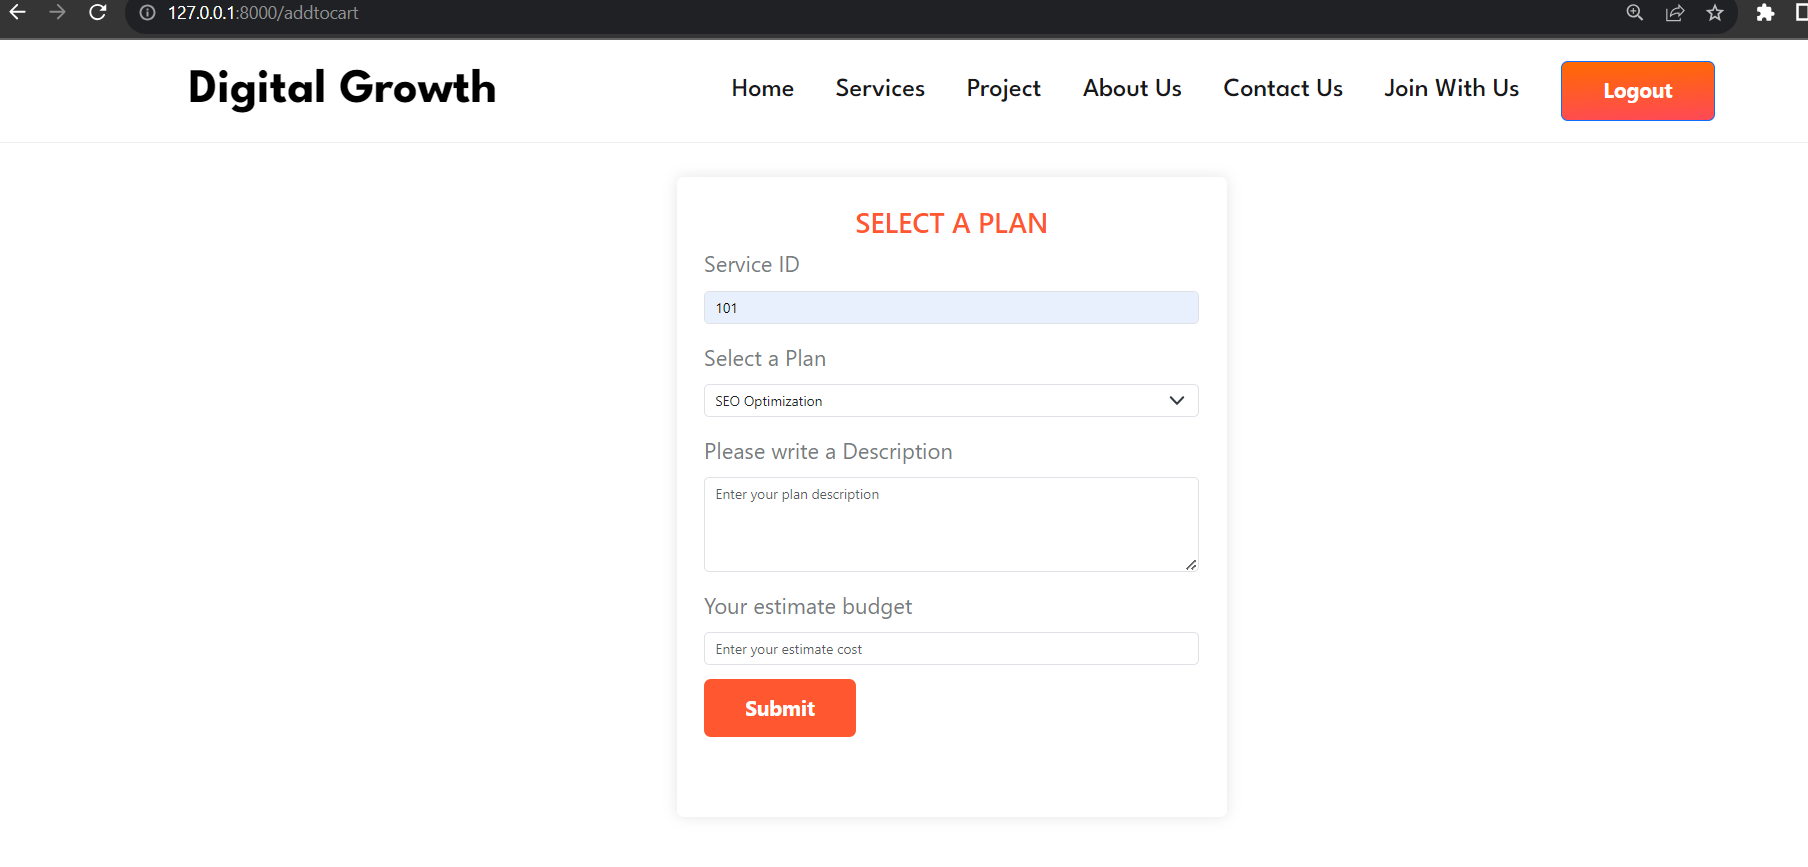 127.0.0.1:8000/addtocart
Digital Growth
Home Services Project About Us Contact Us Join With Us Logout
SELECT A PLAN
Service ID
101
Select a Plan
SEO Optimization
Please write a Description
Enter your plan description
Your estimate budget
Enter your estimate cost
Submit